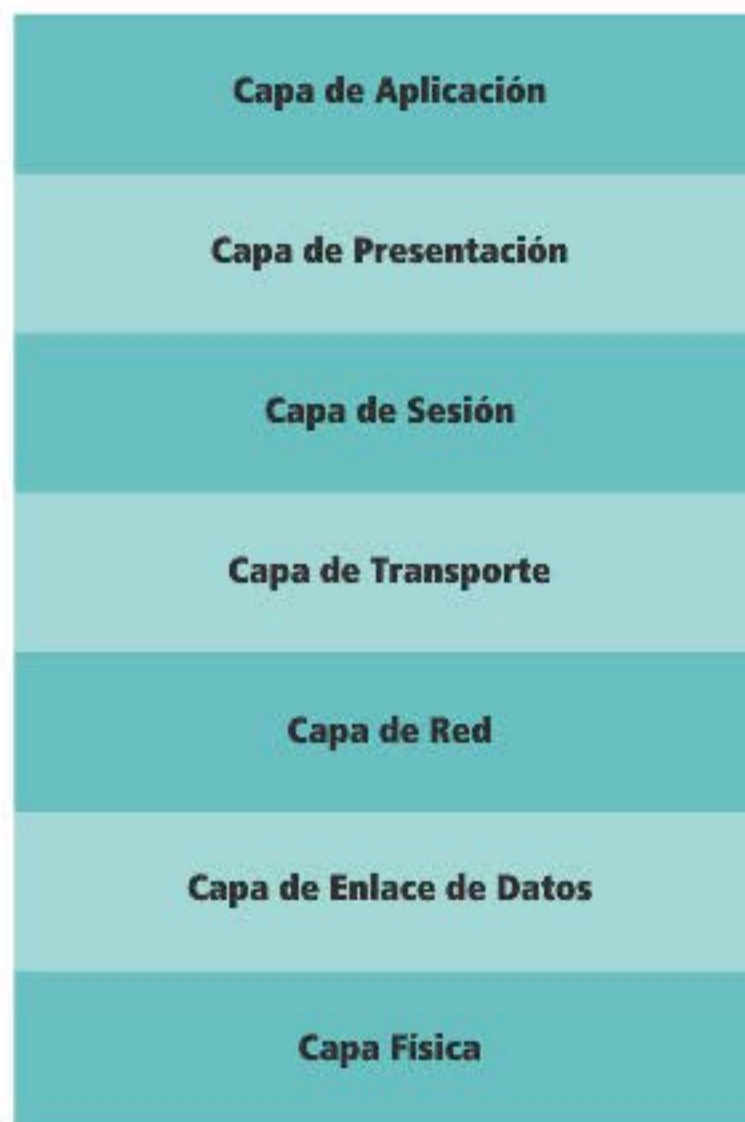 Capa de Aplicación
Capa de Presentación
Capa de Sesión
Capa de Transporte
Capa de Red
Capa de Enlace de Datos
Capa Física